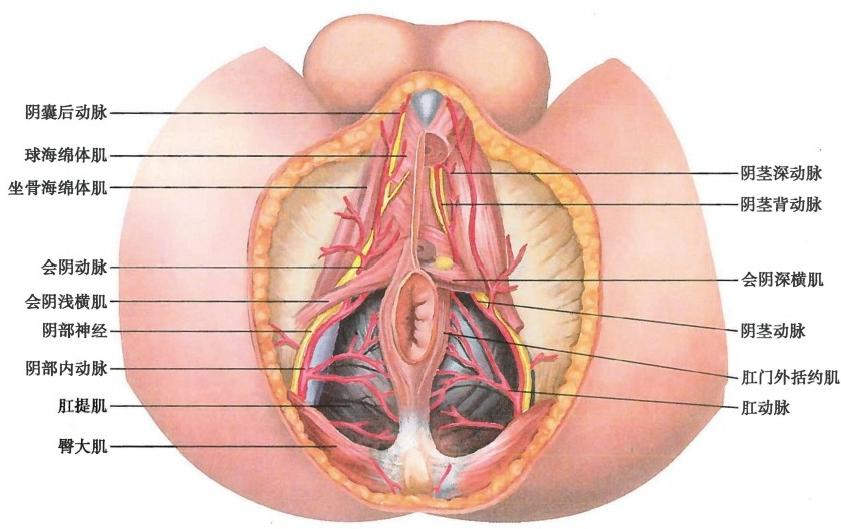 阴囊后动脉
球海绵体肌
坐骨海绵体肌
会阴动脉
会阴浅横肌
阴部神经
阴部内动脉
肛提肌
臀大肌
阴茎深动脉
阴茎背动脉
会阴深横肌
阴茎动脉
肛门外括约肌
肛动脉